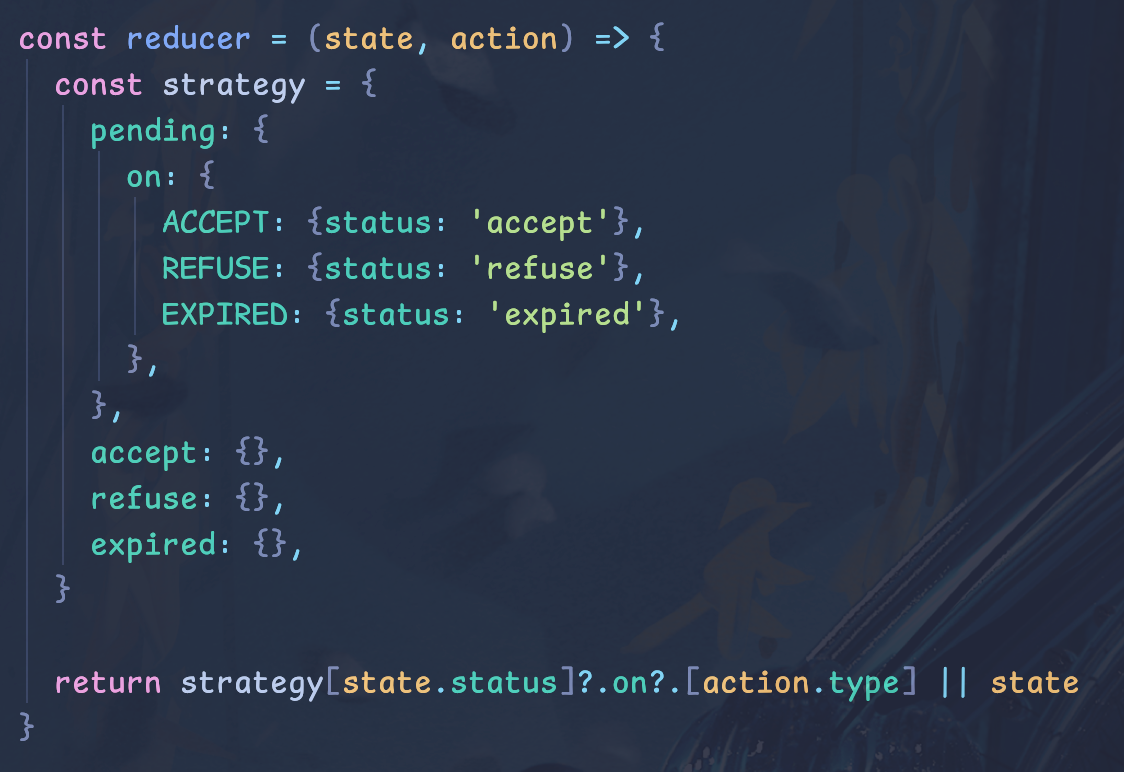 const reducer = (state, action) => {
  const strategy = {
    pending: {
      on: {
        ACCEPT: {status: 'accept'},
        REFUSE: {status: 'refuse'},
        EXPIRED: {status: 'expired'},
      },
    },
    accept: {},
    refuse: {},
    expired: {},
  }

  return strategy[state.status]?.on?.[action.type] || state
}